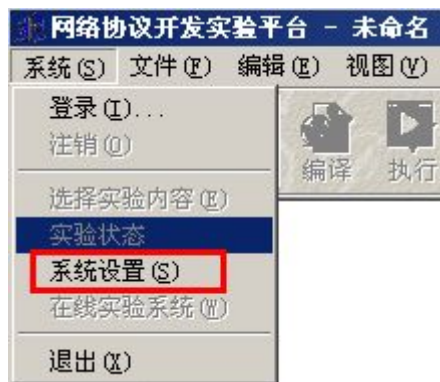 网络协议开发实验平台 - 未命名
系统(S) 文件(F) 编辑(E) 视图(V)
登录(I)...
注销(O)
编译 执行
选择实验内容(E)
实验状态
系统设置(S)
在线实验系统(W)
退出(X)